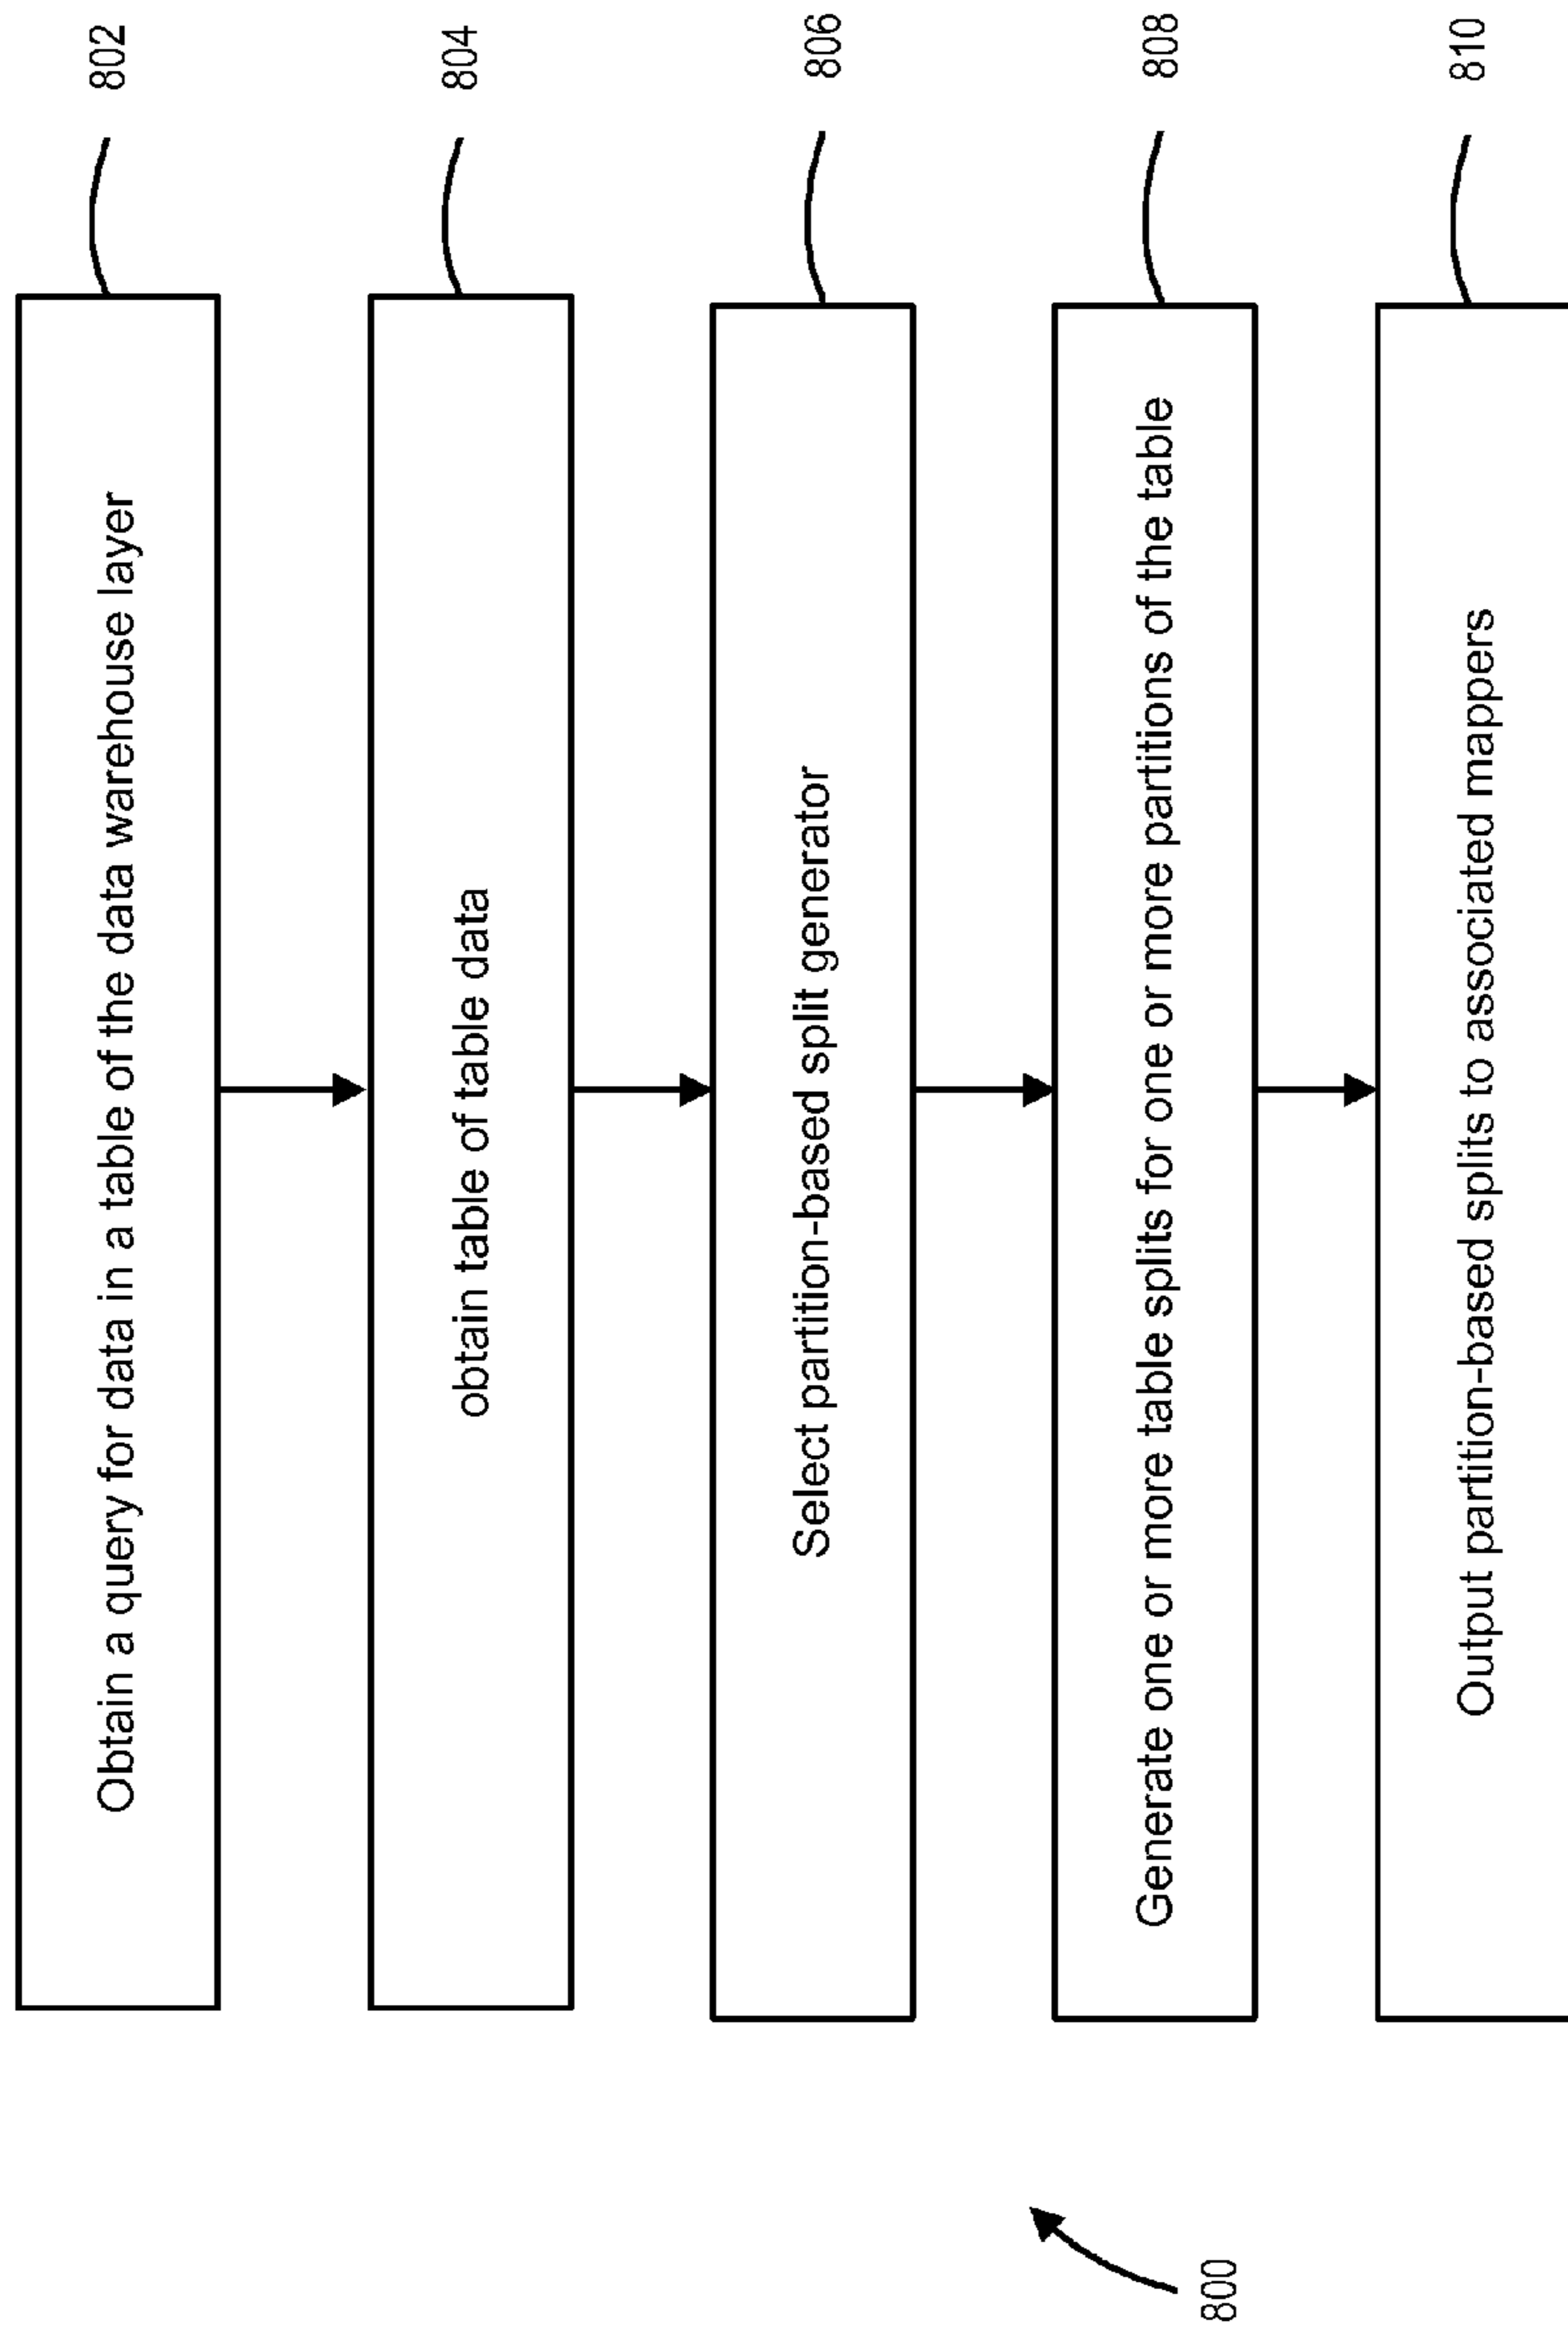 802
Obtain a query for data in a table of the data warehouse layer
804
obtain table of table data
806
Select partition-based split generator
808
Generate one or more table splits for one or more partitions of the table
810
Output partition-based splits to associated mappers
800